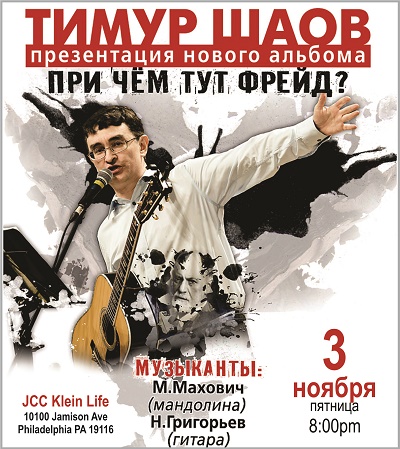 ТИМУР ШАОВ
презентация нового альбома
ПРИ ЧЁМ ТУТ ФРЕЙД?
МУЗЫКАНТЫ:
М.Махович
(мандолина)
Н.Григорьев
(гитара)
JCC Klein Life
10100 Jamison Ave
Philadelphia PA 19116
3
ноября
пятница
8:00pm